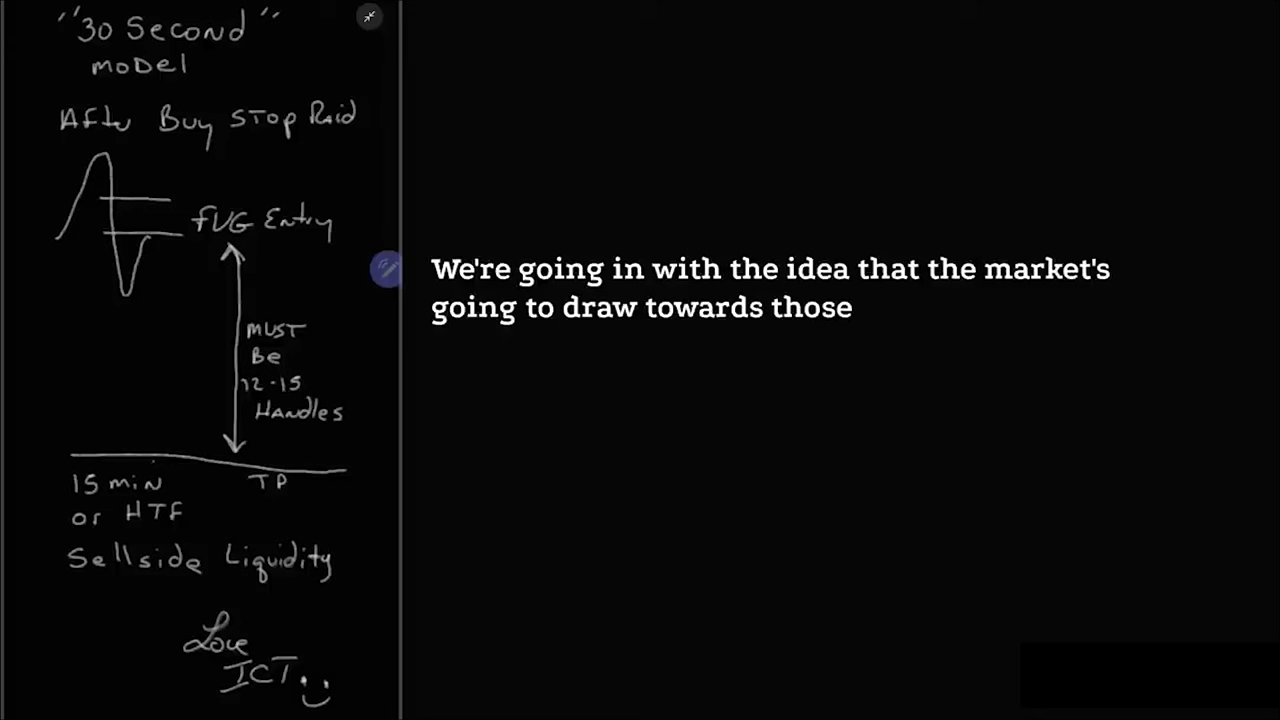 "30 Second"
moDel
After Buy STop Raid
FVG Entry
MUST
Be
12-15
HANdles
15 miN
or HTF
TP
Sellside Liquidity
Love
ICT
We're going in with the idea that the market's
going to draw towards those